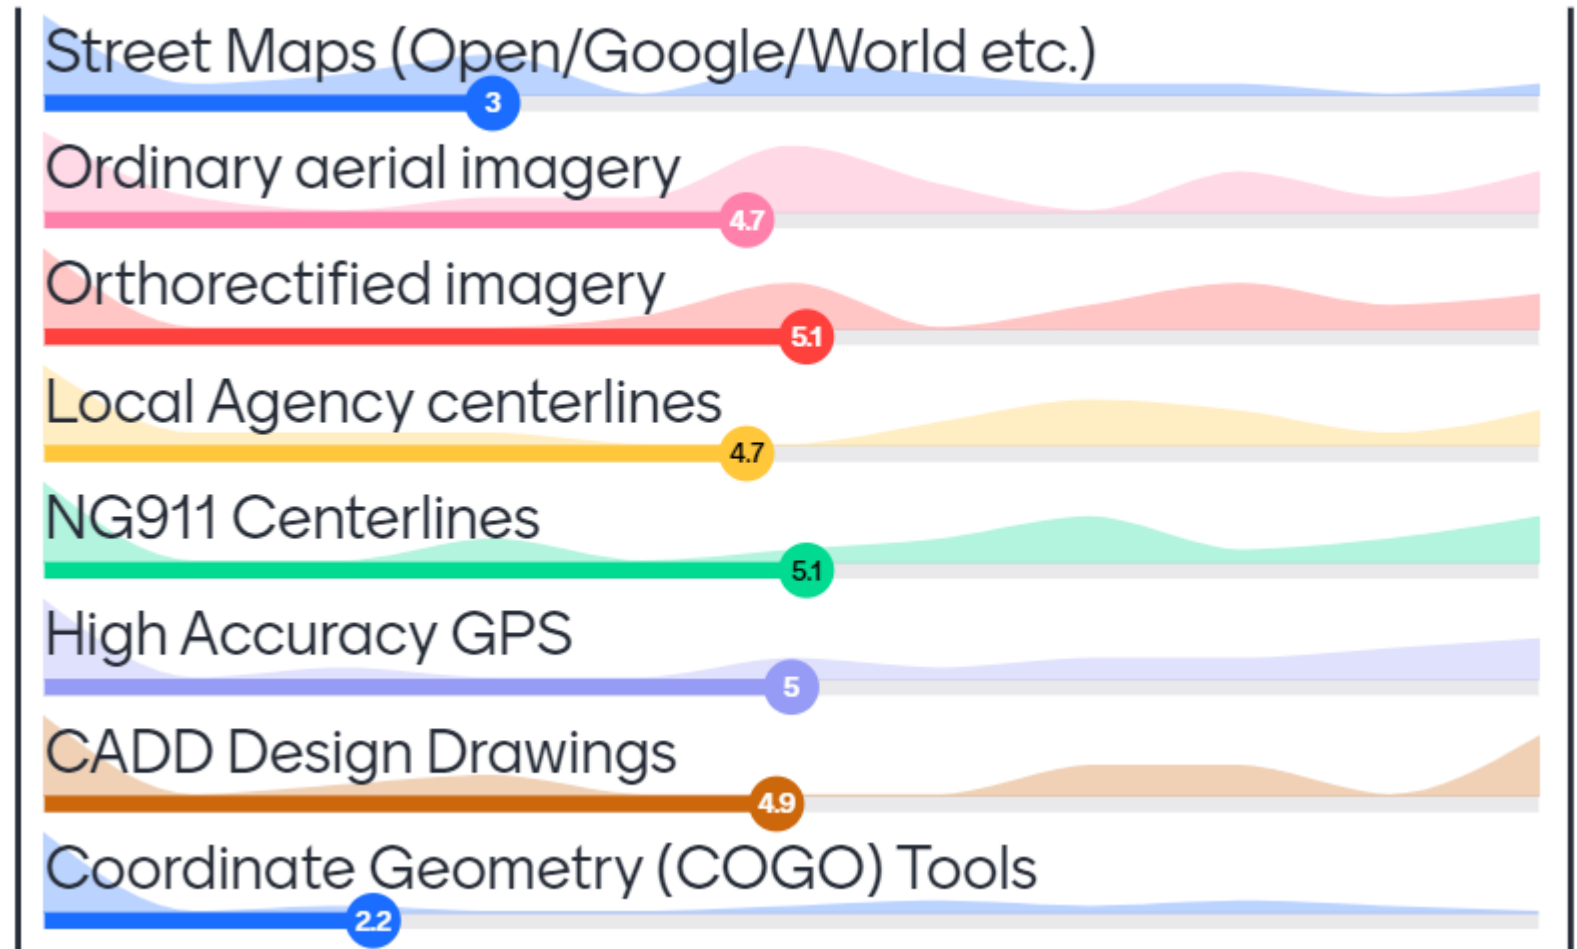 Street Maps (Open/Google/World etc.)
3
Ordinary aerial imagery
4.7
Orthorectified imagery
5.1
Local Agency centerlines
4.7
NG911 Centerlines
5.1
High Accuracy GPS
5
CADD Design Drawings
4.9
Coordinate Geometry (COGO) Tools
2.2